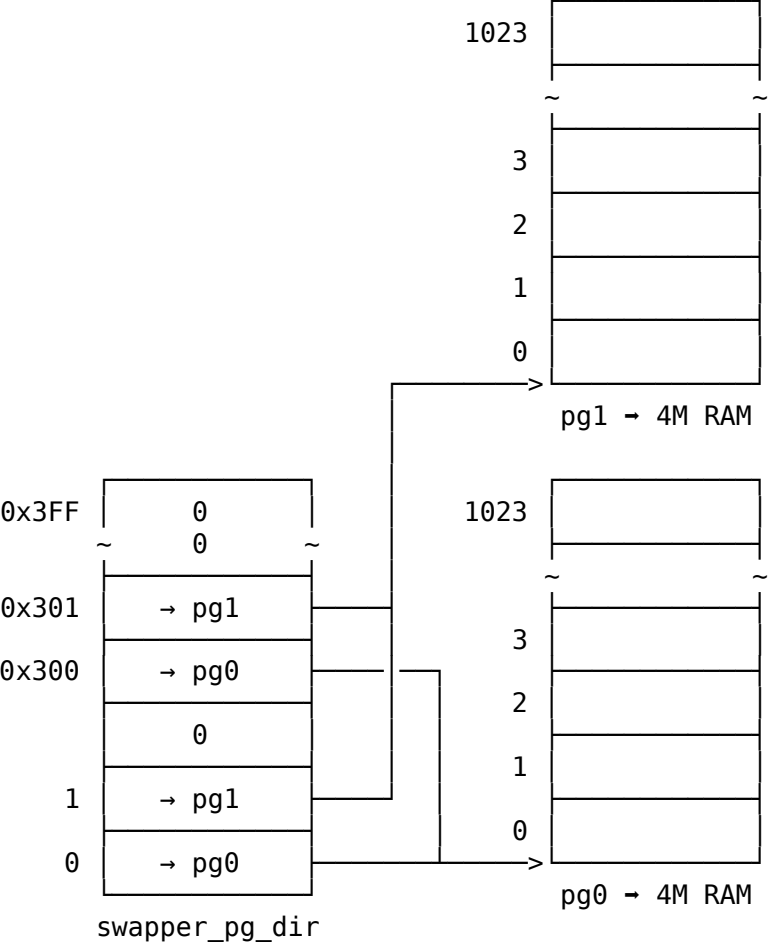 1023
~ ~
3
2
1
0
>
pg1 ➡ 4M RAM
0x3FF 0
~ 0 ~
0x301 → pg1
0x300 → pg0
0
1 → pg1
0 → pg0
swapper_pg_dir
1023
~ ~
3
2
1
0
>
pg0 ➡ 4M RAM